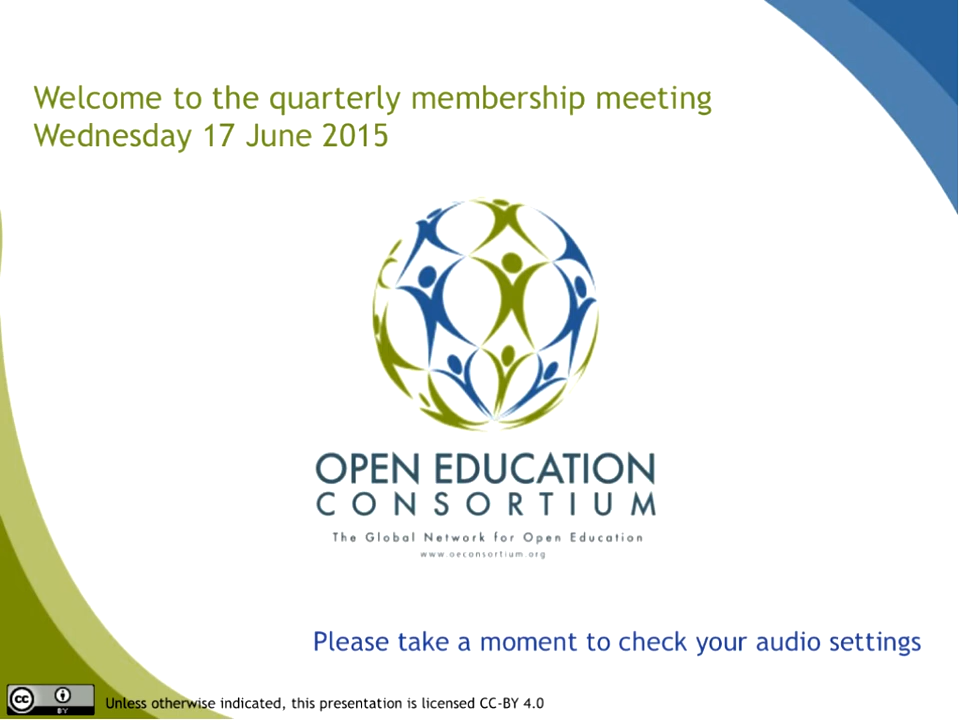 Welcome to the quarterly membership meeting
Wednesday 17 June 2015
OPEN EDUCATION
CONSORTIUM
The Global Network for Open Education
www.oeconsortium.org
Please take a moment to check your audio settings
cc BY
Unless otherwise indicated, this presentation is licensed CC-BY 4.0